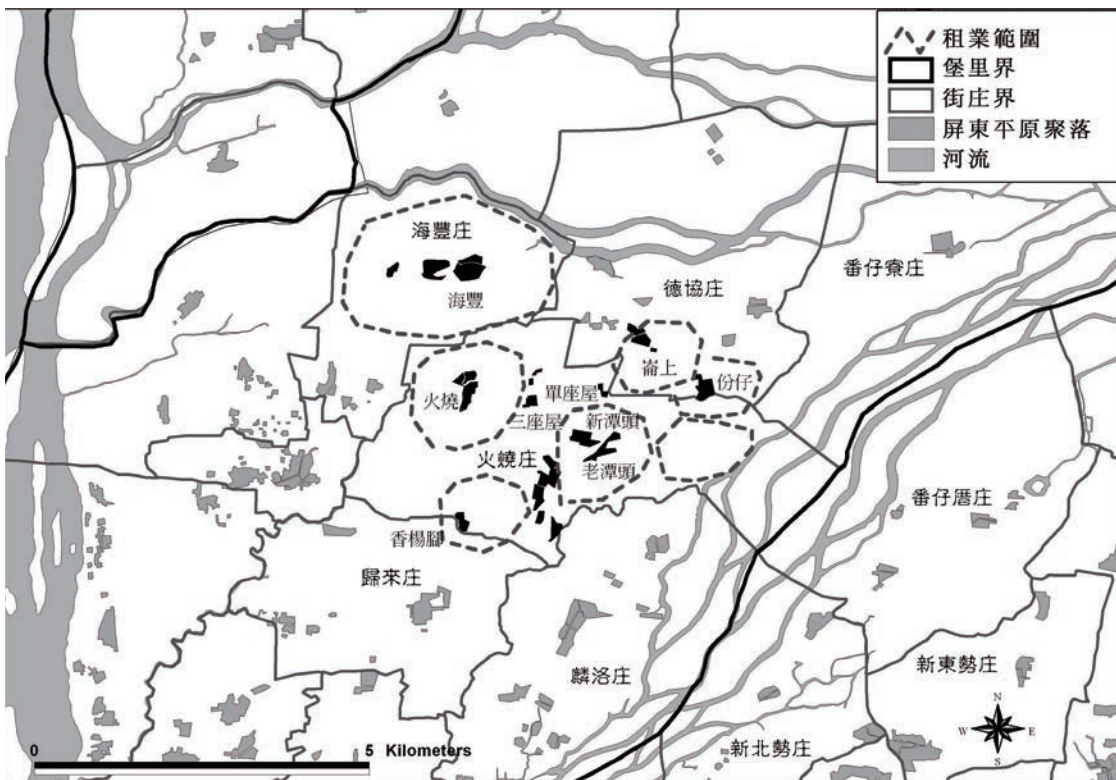 租業範圍
堡里界
街庄界
屏東平原聚落
河流
海豐庄
海豐
番仔寮庄
德協庄
崙上
份仔
火燒
單座屋
三座屋
新潭頭
老潭頭
火燒庄
番仔厝庄
香楊腳
歸來庄
麟洛庄
新東勢庄
新北勢庄
N
W E
S
0 5 Kilometers